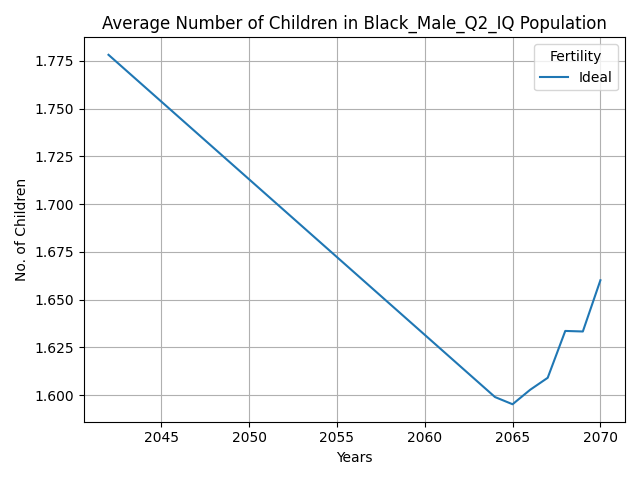 Average Number of Children in Black_Male_Q2_IQ Population
Fertility
Ideal
No. of Children
1.775
1.750
1.725
1.700
1.675
1.650
1.625
1.600
2045 2050 2055 2060 2065 2070
Years